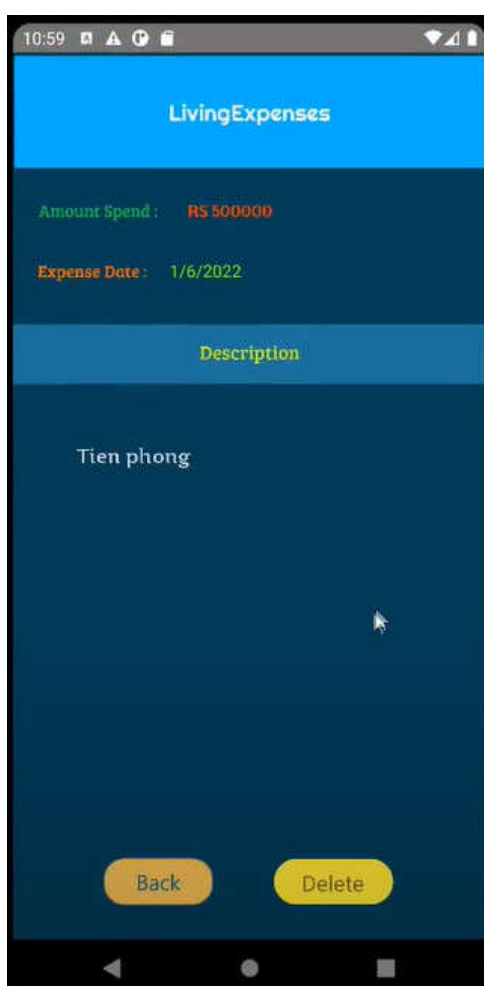 10:59
LivingExpenses
Amount Spend : RS 500000
Expense Date : 1/6/2022
Description
Tien phong
Back Delete